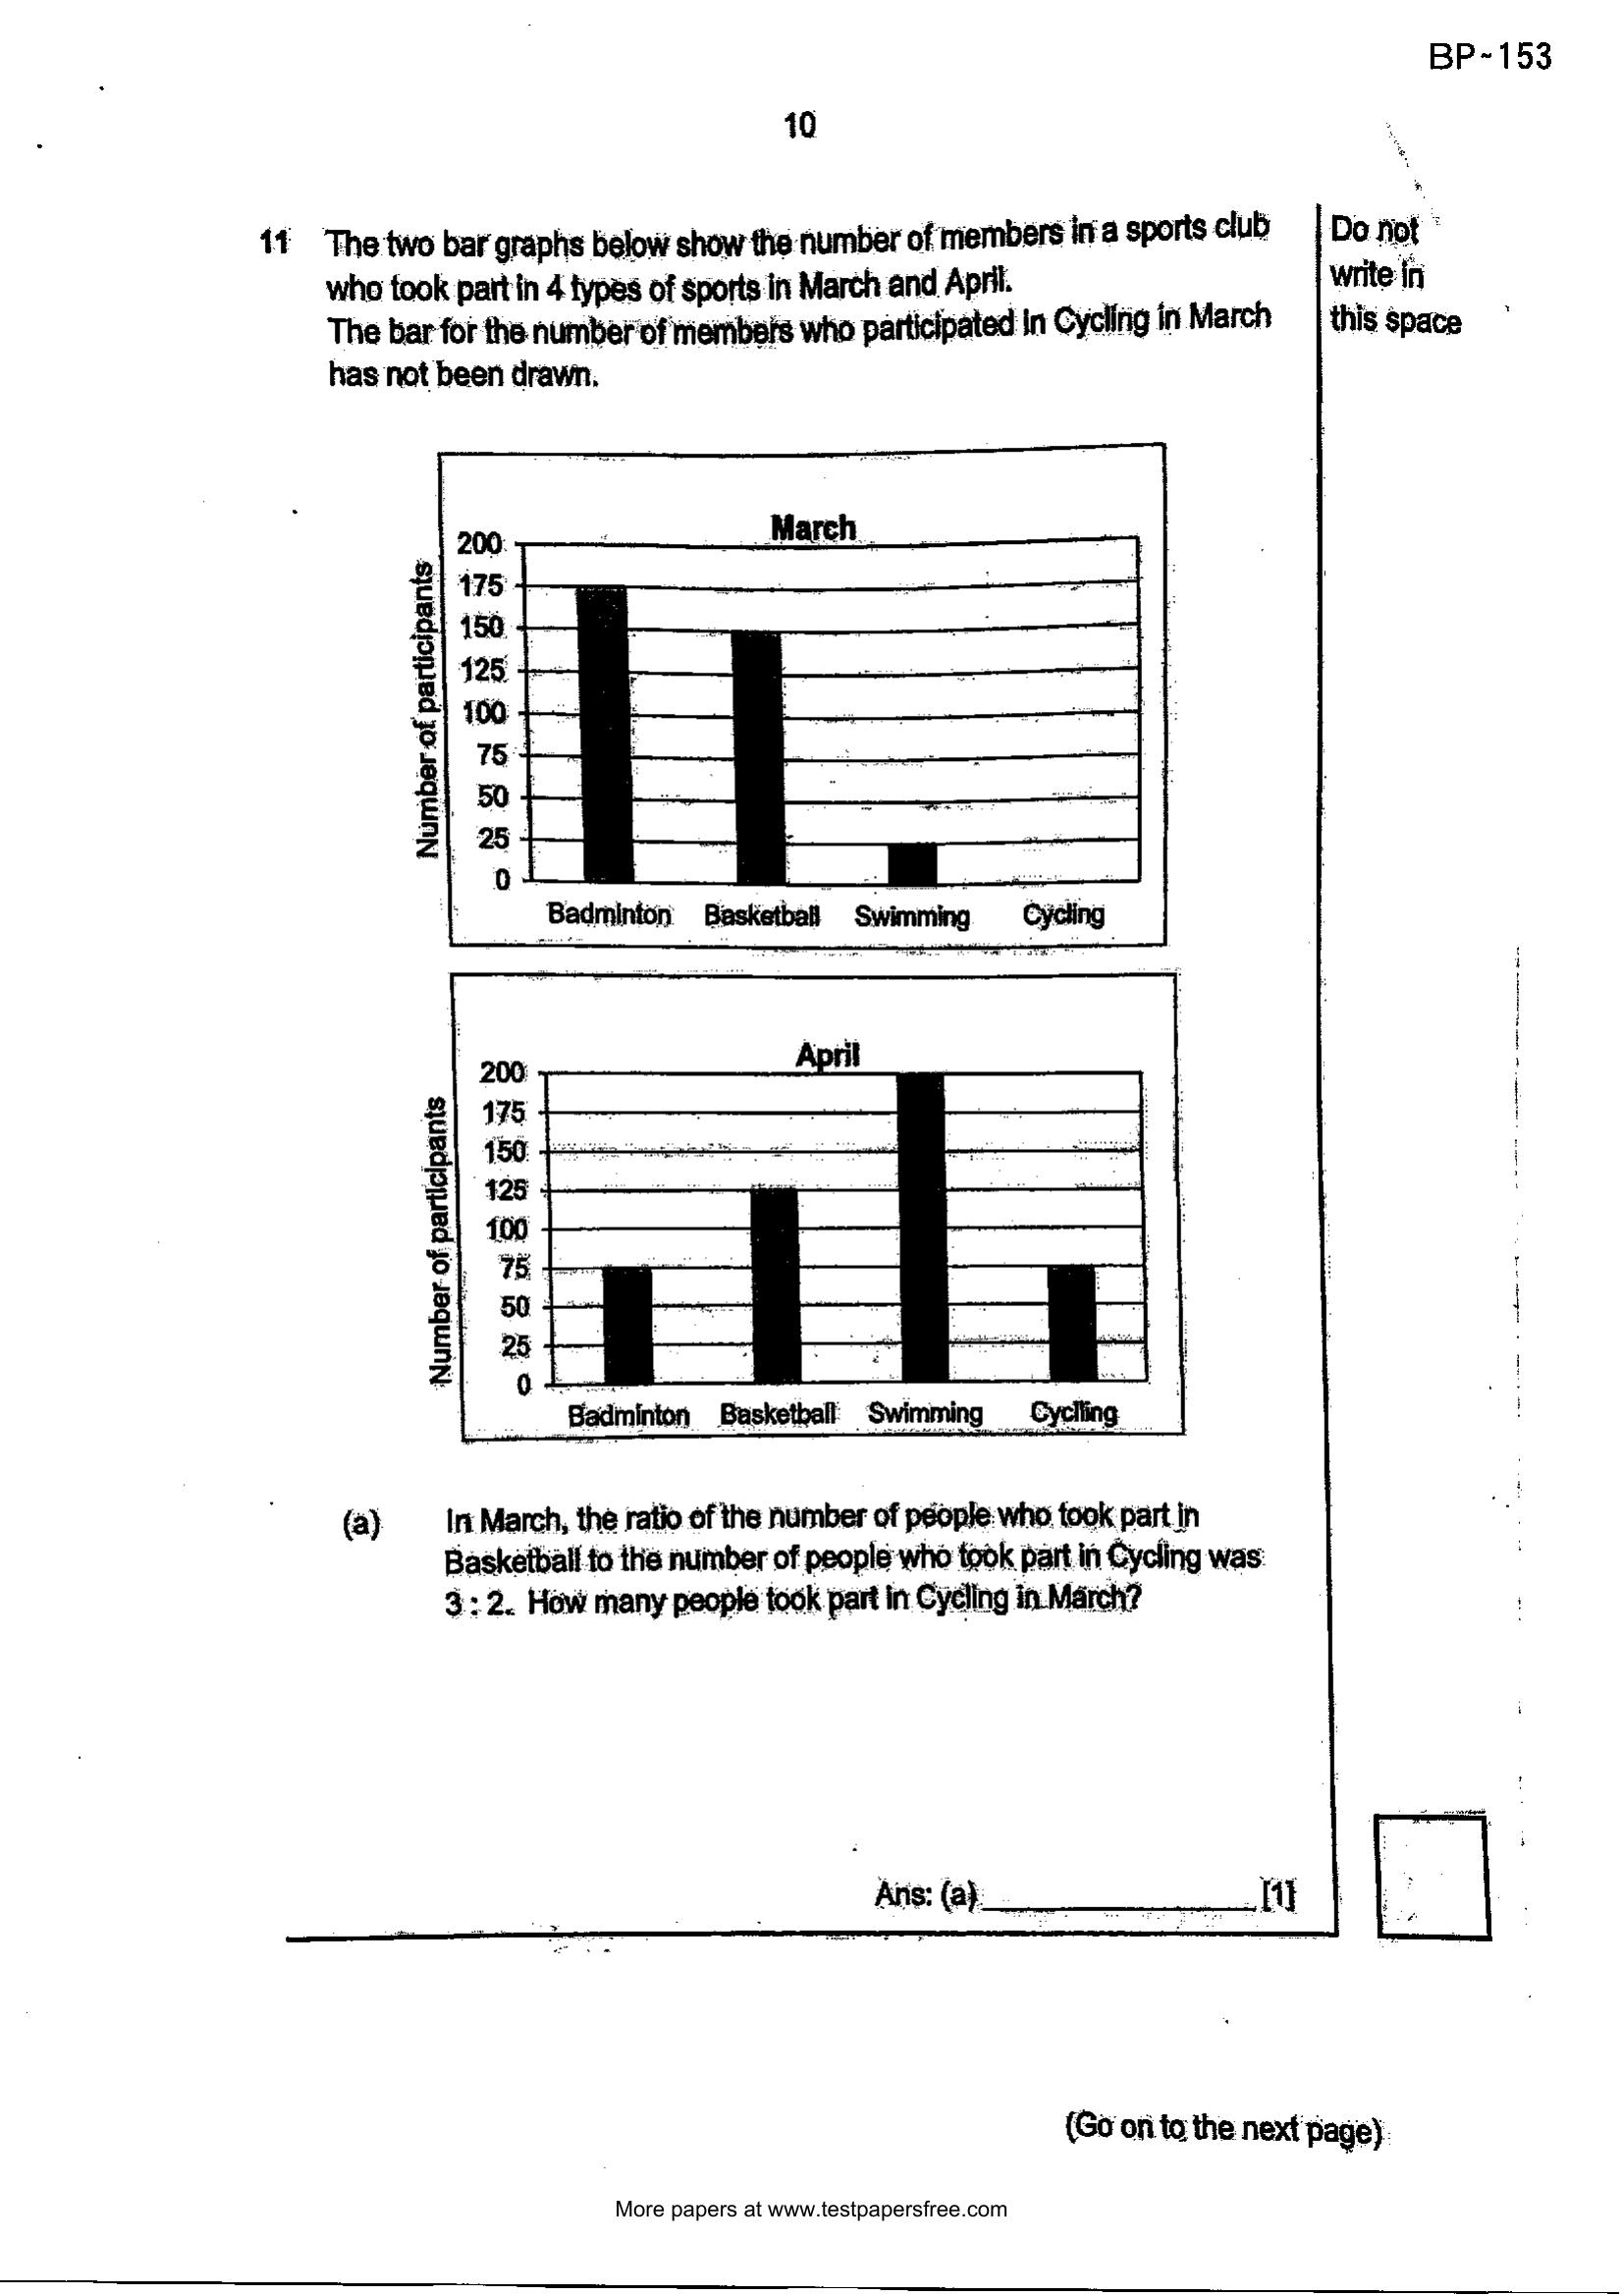 BP-153
10
11 The two bar graphs below show the number of members in a sports club
who took part in 4 types of sports in March and April.
The bar for the number of members who participated in Cycling in March
has not been drawn.
Do not
write in
this space
March
Number of participants
200
175
150
125
100
75
50
25
0
Badminton Basketball Swimming Cycling
April
Number of participants
200
175
150
125
100
75
50
25
0
Badminton Basketball Swimming Cyclling
(a) In March, the ratio of the number of people who took part in
Basketball to the number of people who took part in Cycling was
3 : 2. How many people took part in Cycling in March?
Ans: (a) [1]
(Go on to the next page)
More papers at www.testpapersfree.com